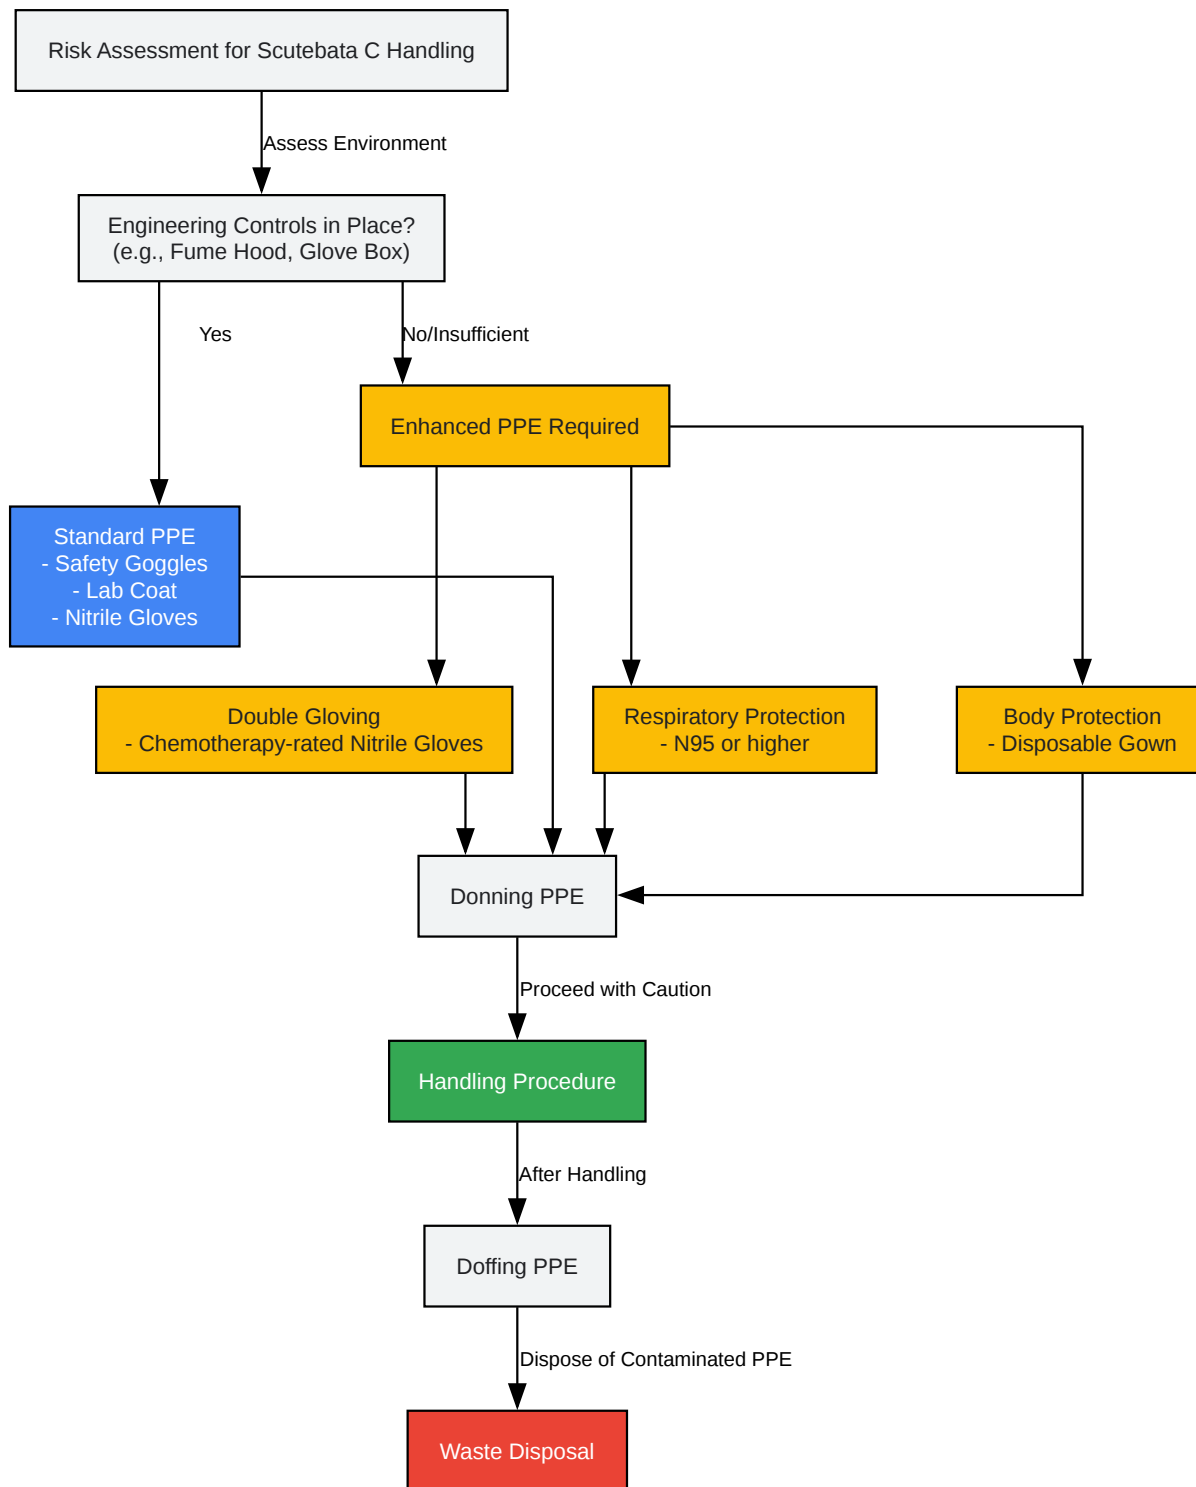 Risk Assessment for Scutebata C Handling
Assess Environment
Engineering Controls in Place?
(e.g., Fume Hood, Glove Box)
Yes
No/Insufficient
Enhanced PPE Required
Standard PPE
- Safety Goggles
- Lab Coat
- Nitrile Gloves
Double Gloving
- Chemotherapy-rated Nitrile Gloves
Respiratory Protection
- N95 or higher
Body Protection
- Disposable Gown
Donning PPE
Proceed with Caution
Handling Procedure
After Handling
Doffing PPE
Dispose of Contaminated PPE
Waste Disposal